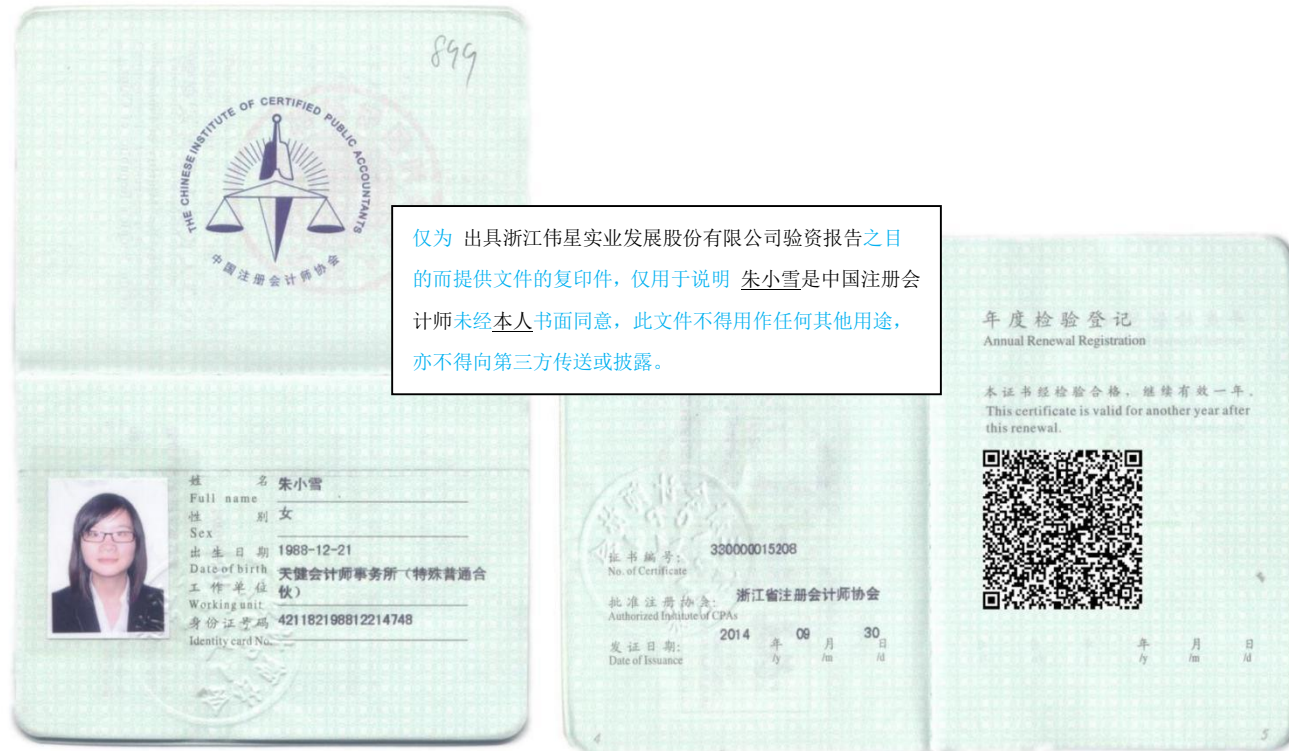 899
THE CHINESE INSTITUTE OF CERTIFIED PUBLIC ACCOUNTANTS
中国注册会计师协会
仅为 出具浙江伟星实业发展股份有限公司验资报告之目
的而提供文件的复印件，仅用于说明 朱小雪是中国注册会
计师未经本人书面同意，此文件不得用作任何其他用途，
亦不得向第三方传送或披露。
姓 名 朱小雪
Full name
性 别 女
Sex
出生日期 1988-12-21
Date of birth
工作单位 天健会计师事务所（特殊普通合
伙）
Working unit
身份证号码 421182198812214748
Identity card No.
证书编号: 330000015208
No. of Certificate
批准注册协会: 浙江省注册会计师协会
Authorized Institute of CPAs
发证日期: 2014 年 09 月 30 日
Date of Issuance /y /m /d
4
年度检验登记
Annual Renewal Registration
本证书经检验合格，继续有效一年。
This certificate is valid for another year after
this renewal.
年 月 日
/y /m /d
5